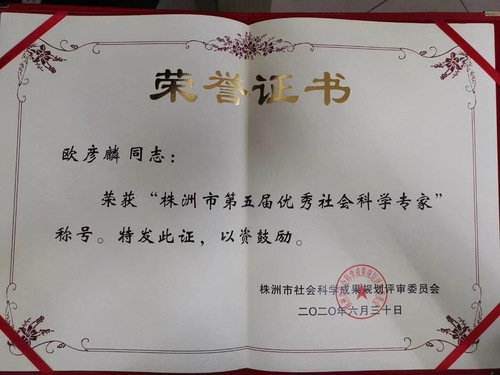 荣誉证书
欧彦麟同志：
荣获“株洲市第五届优秀社会科学专家”
称号。特发此证，以资鼓励。
株洲市社会科学成果规划评审委员会
二〇二〇年六月三十日